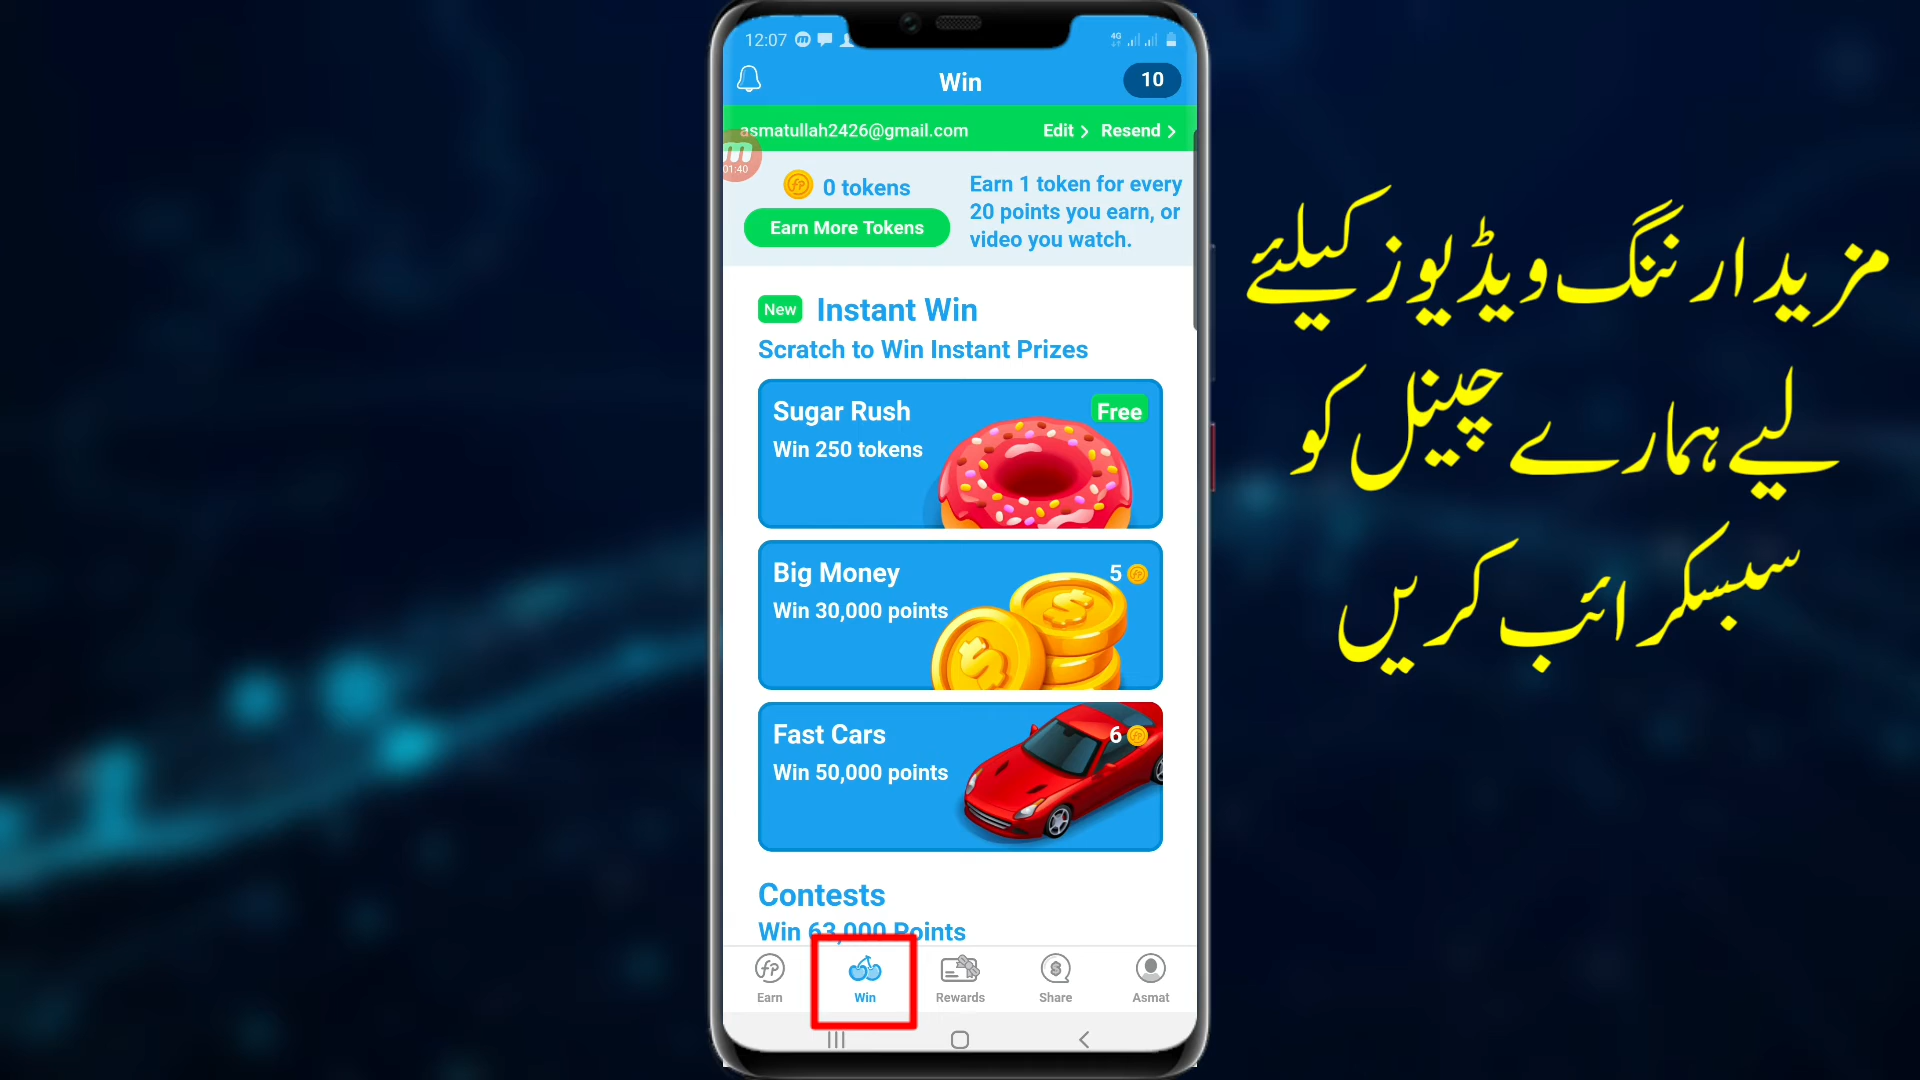 12:07
4G
Win
10
asmatullah2426@gmail.com
Edit
Resend
01:40
0 tokens
Earn More Tokens
Earn 1 token for every
20 points you earn, or
video you watch.
New
Instant Win
Scratch to Win Instant Prizes
Sugar Rush
Free
Win 250 tokens
Big Money
5
Win 30,000 points
Fast Cars
6
Win 50,000 points
Contests
Win 63,000 Points
Earn
Win
Rewards
Share
Asmat
مزید ارننگ ویڈیوز کیلئے
لیے ہمارے چینل کو
سبسکرائب کریں